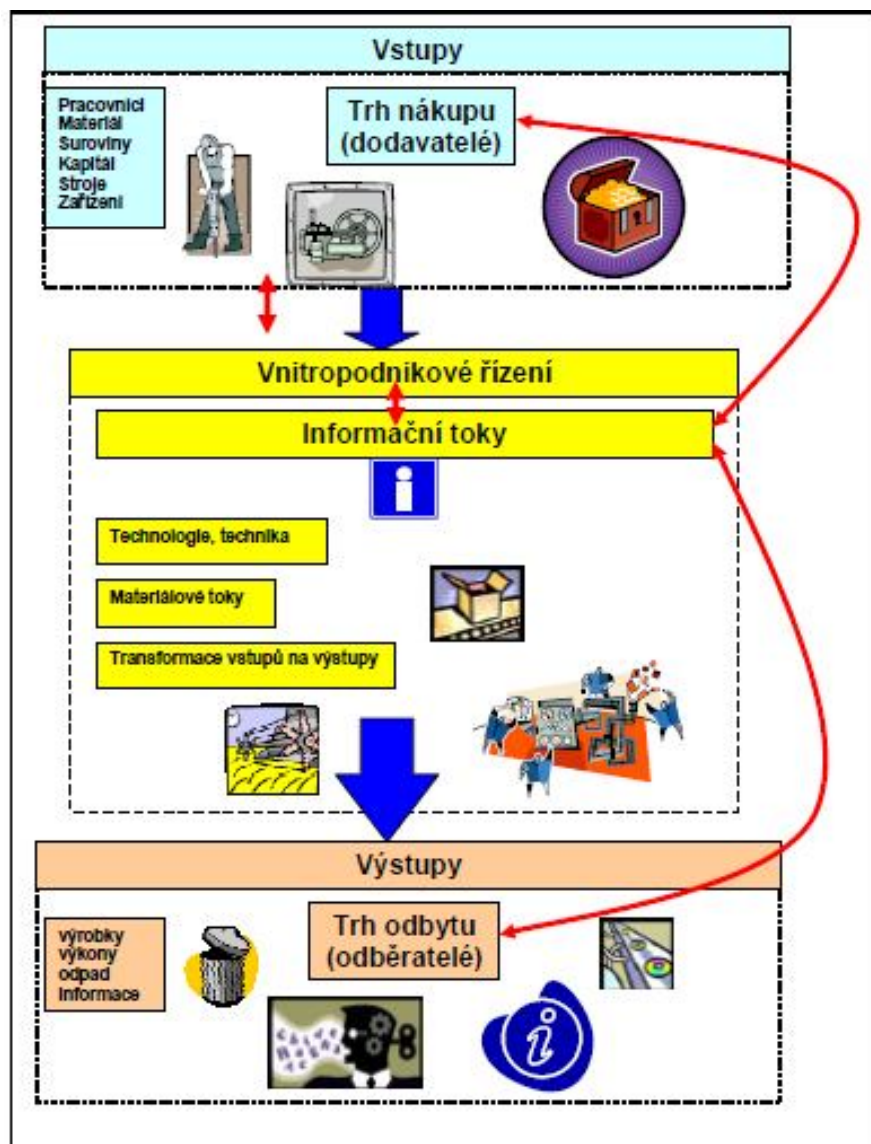 Vstupy
Pracovníci
Materiál
Suroviny
Kapitál
Stroje
Zařízení
Trh nákupu
(dodavatelé)
Vnitropodnikové řízení
Informační toky
i
Technologie, technika
Materiálové toky
Transformace vstupů na výstupy
Výstupy
výrobky
výkony
odpad
informace
Trh odbytu
(odběratelé)
i